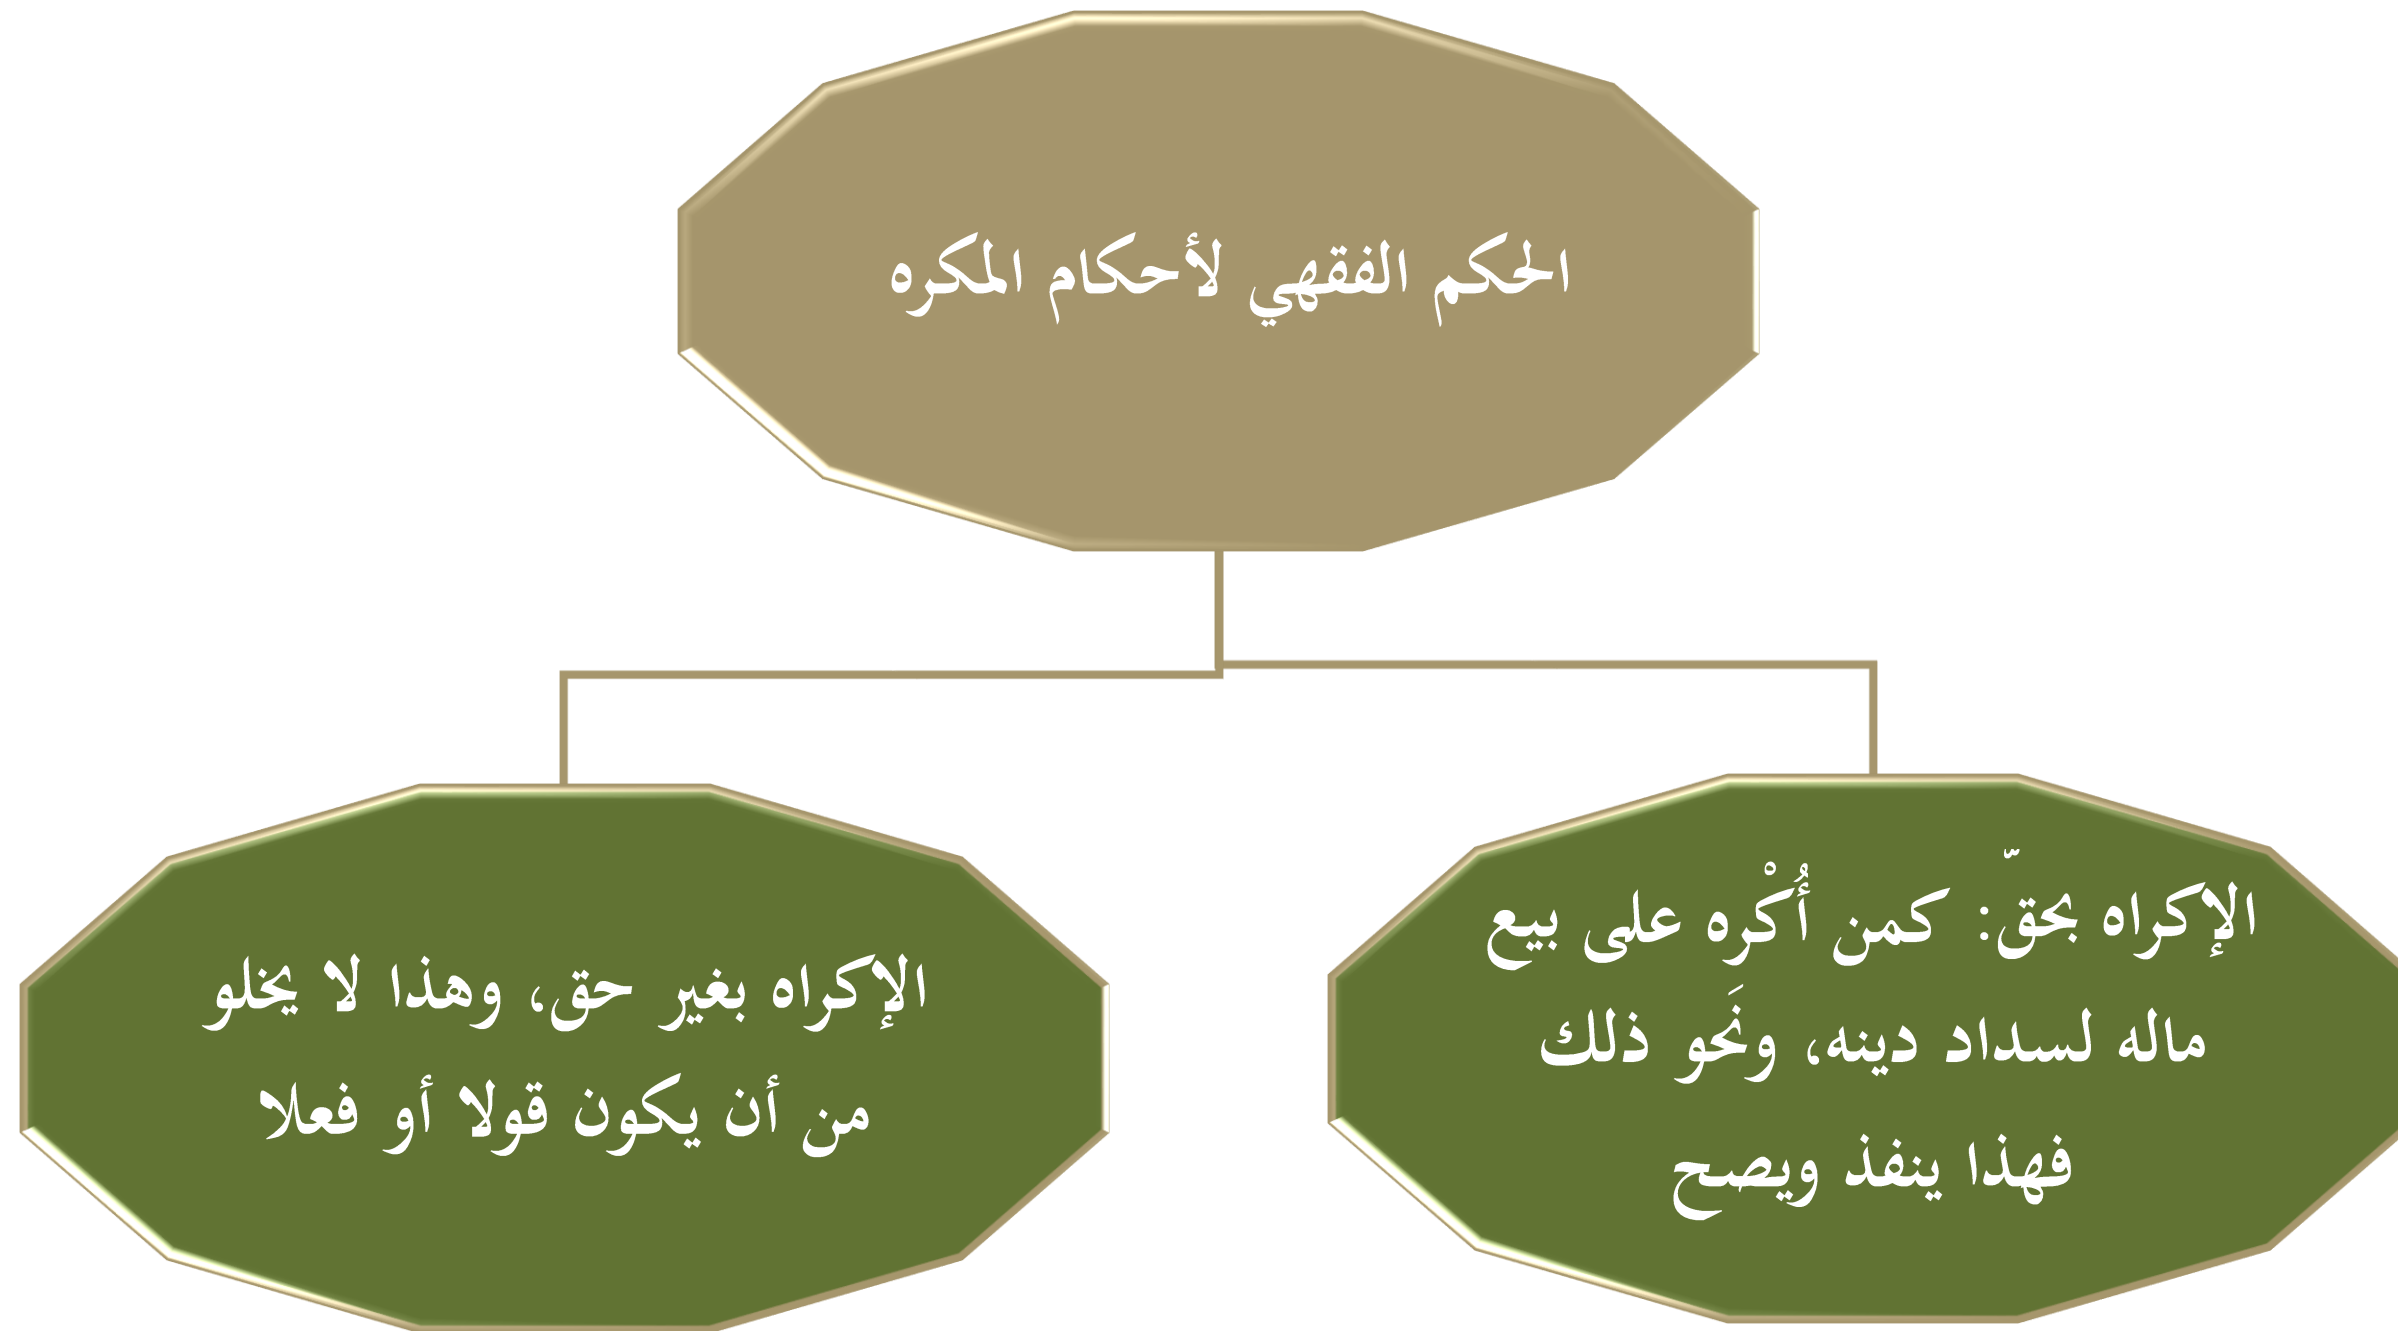 الحكم الفقهي لأحكام المكره
الإكراه بحقّ: كمن أُكْره على بيع
ماله لسداد دينه، ونَحو ذلك
فهذا ينفذ ويصح
الإكراه بغير حق، وهذا لا يخلو
من أن يكون قولا أو فعلا